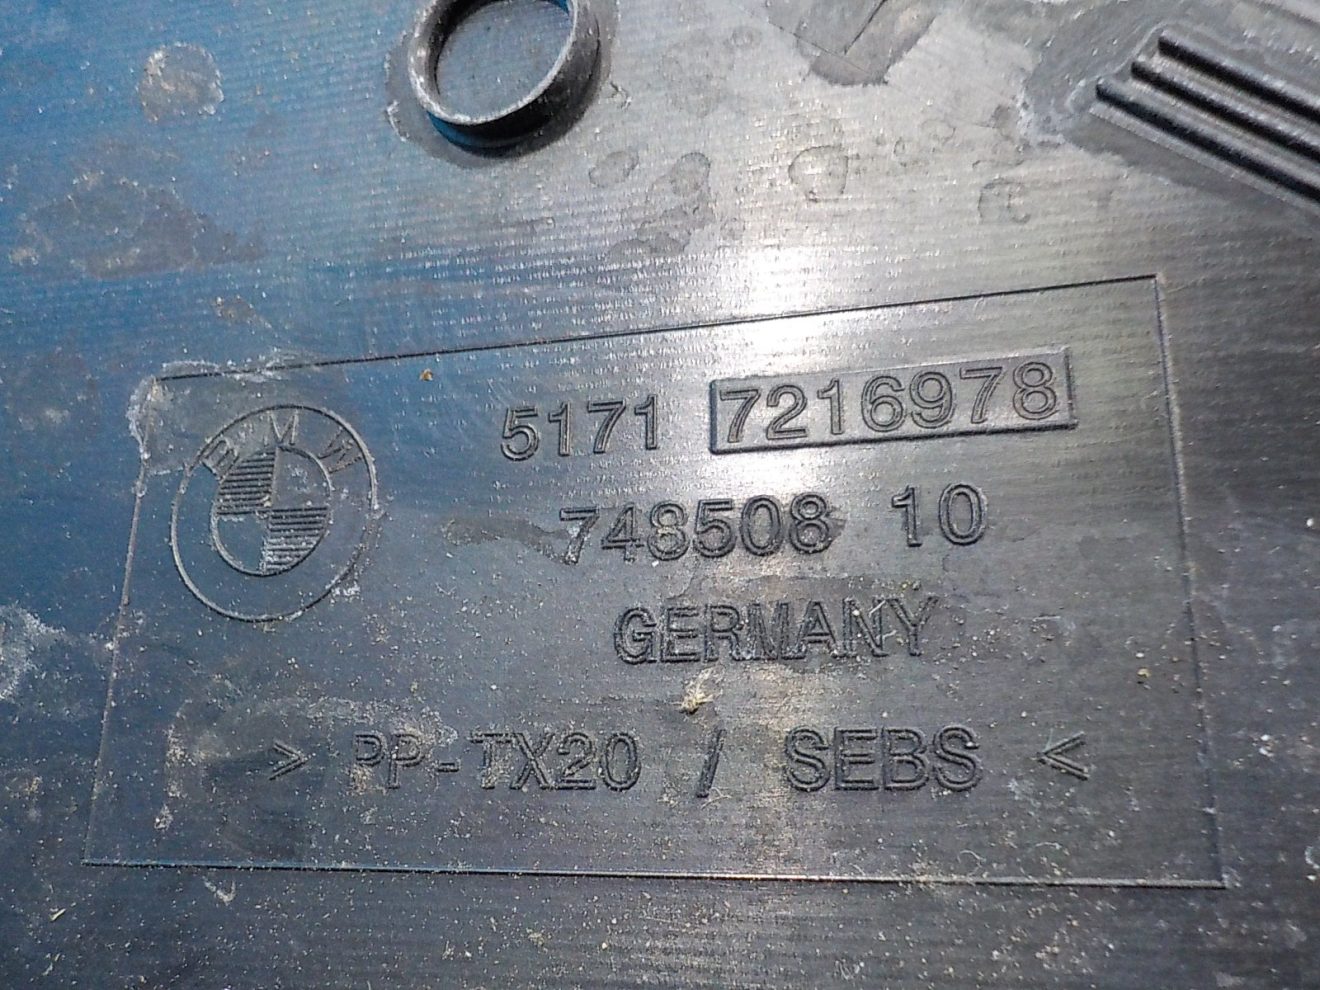 BMW
5171 7216978
748508 10
GERMANY
> PP-TX20 / SEBS <